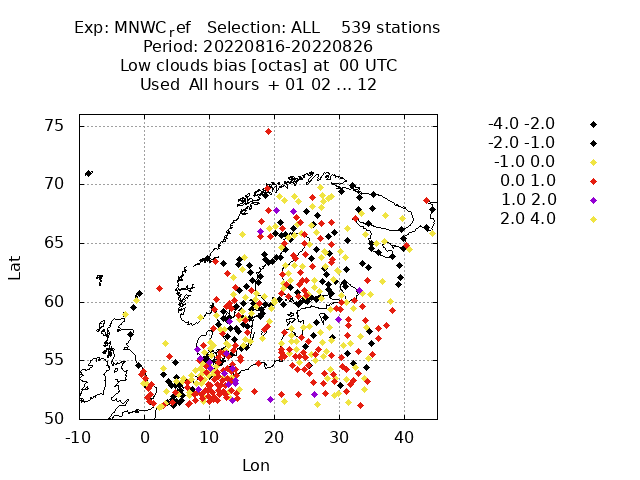 Exp: MNWCref Selection: ALL 539 stations
Period: 20220816-20220826
Low clouds bias [octas] at 00 UTC
Used All hours + 01 02 ... 12
-4.0 -2.0
-2.0 -1.0
-1.0 0.0
0.0 1.0
1.0 2.0
2.0 4.0
75
70
65
60
55
50
Lat
-10 0 10 20 30 40
Lon